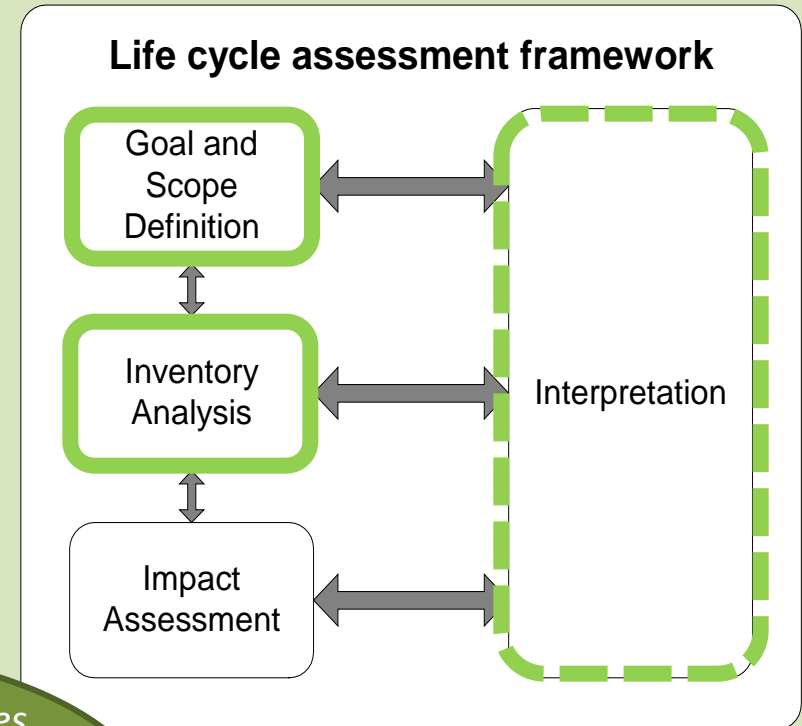 Life cycle assessment framework
Goal and
Scope
Definition
Inventory
Analysis
Interpretation
Impact
Assessment